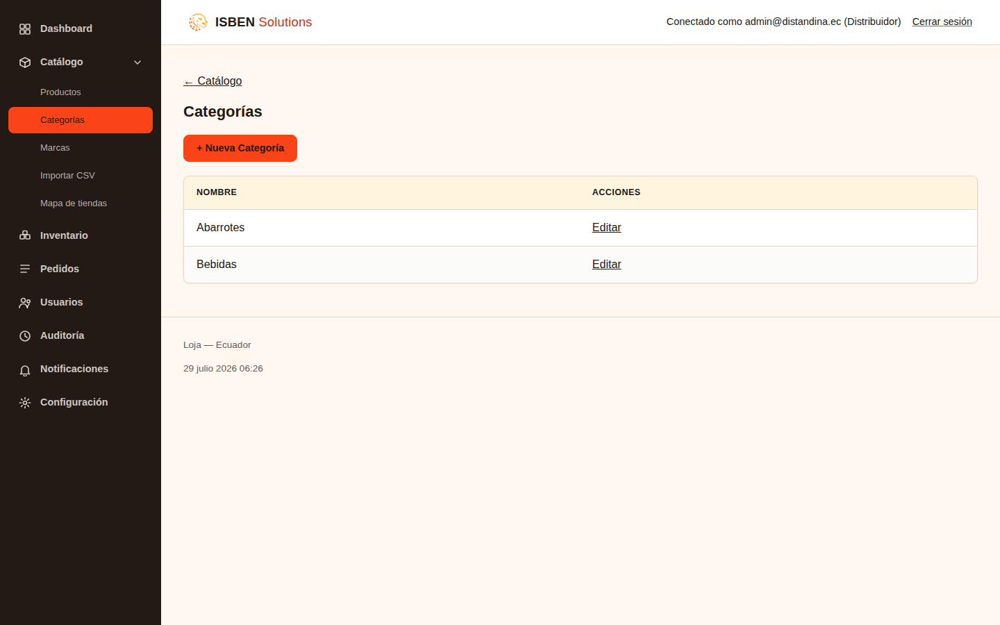 Dashboard
Catálogo
Productos
Categorías
Marcas
Importar CSV
Mapa de tiendas
Inventario
Pedidos
Usuarios
Auditoría
Notificaciones
Configuración
ISBEN Solutions
Conectado como admin@distandina.ec (Distribuidor) Cerrar sesión
← Catálogo
Categorías
+ Nueva Categoría
NOMBRE ACCIONES
Abarrotes Editar
Bebidas Editar
Loja — Ecuador
29 julio 2026 06:26